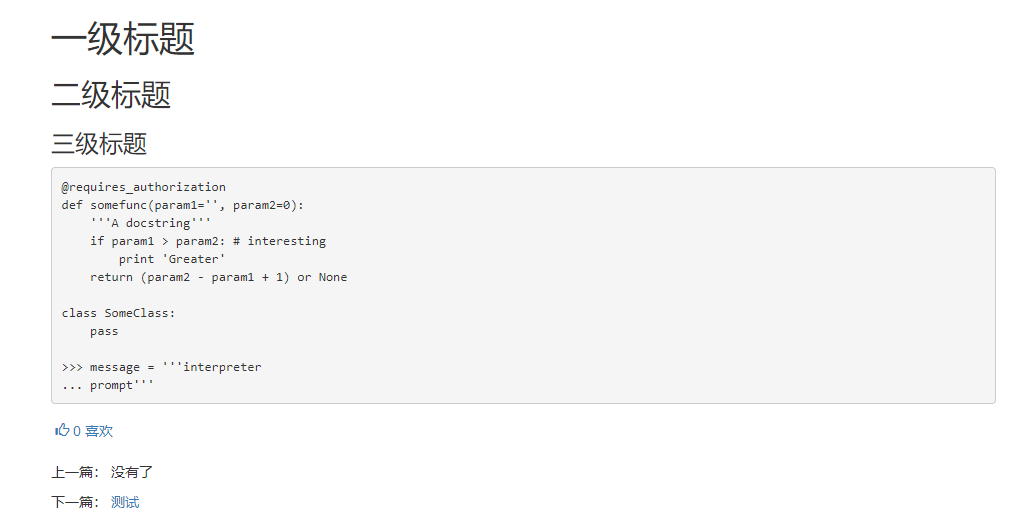 一级标题
二级标题
三级标题
@requires_authorization
def somefunc(param1='', param2=0):
    '''A docstring'''
    if param1 > param2: # interesting
        print 'Greater'
    return (param2 - param1 + 1) or None
class SomeClass:
    pass
>>> message = '''interpreter
... prompt'''
0 喜欢
上一篇： 没有了
下一篇： 测试